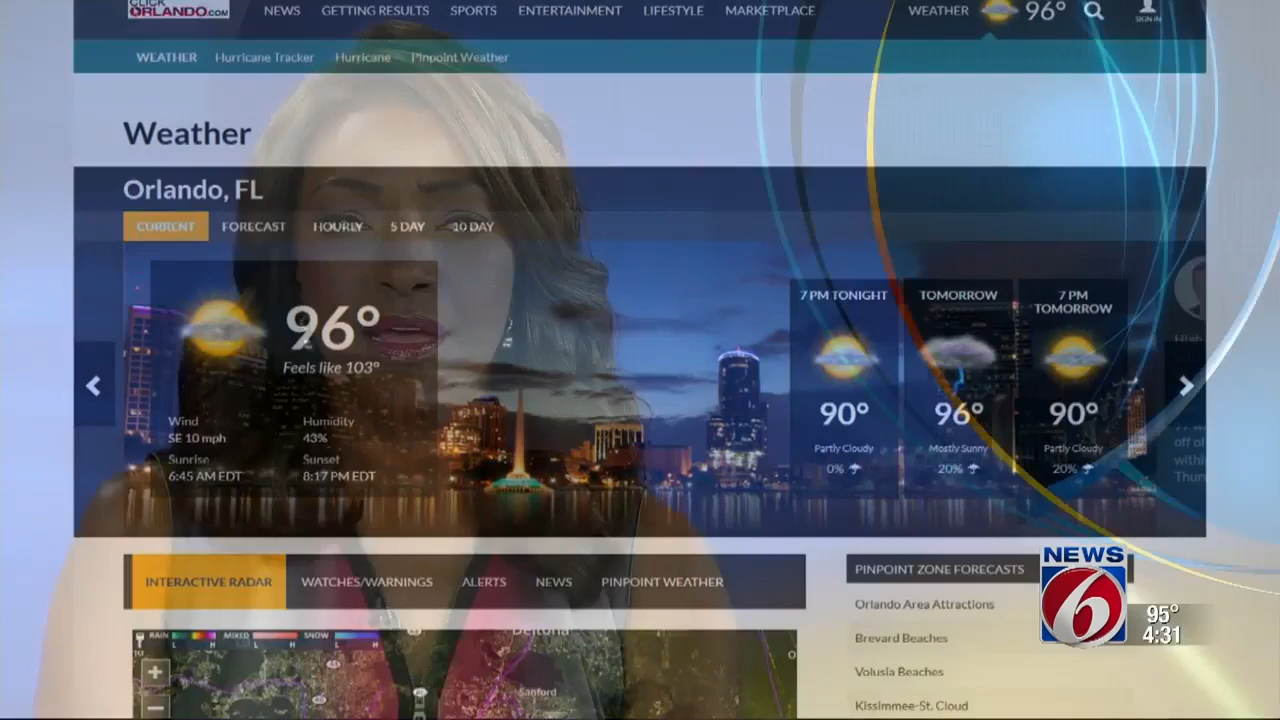 CLICK
ORLANDO.COM
NEWS GETTING RESULTS SPORTS ENTERTAINMENT LIFESTYLE MARKETPLACE WEATHER 96°
SIGN IN
WEATHER Hurricane Tracker Hurricane Pinpoint Weather
Weather
Orlando, FL
CURRENT FORECAST HOURLY 5 DAY 10 DAY
96°
Feels like 103°
Wind
SE 10 mph
Humidity
43%
Sunrise
6:45 AM EDT
Sunset
8:17 PM EDT
7 PM TONIGHT
90°
Partly Cloudy
0%
TOMORROW
96°
Mostly Sunny
20%
7 PM
TOMORROW
90°
Partly Cloudy
20%
off of
within
INTERACTIVE RADAR WATCHES/WARNINGS ALERTS NEWS PINPOINT WEATHER
RAIN MIXED SNOW
L H L H L H
Deltona
Sanford
PINPOINT ZONE FORECASTS
Orlando Area Attractions
Brevard Beaches
Volusia Beaches
Kissimmee-St. Cloud
NEWS
6
95°
4:31